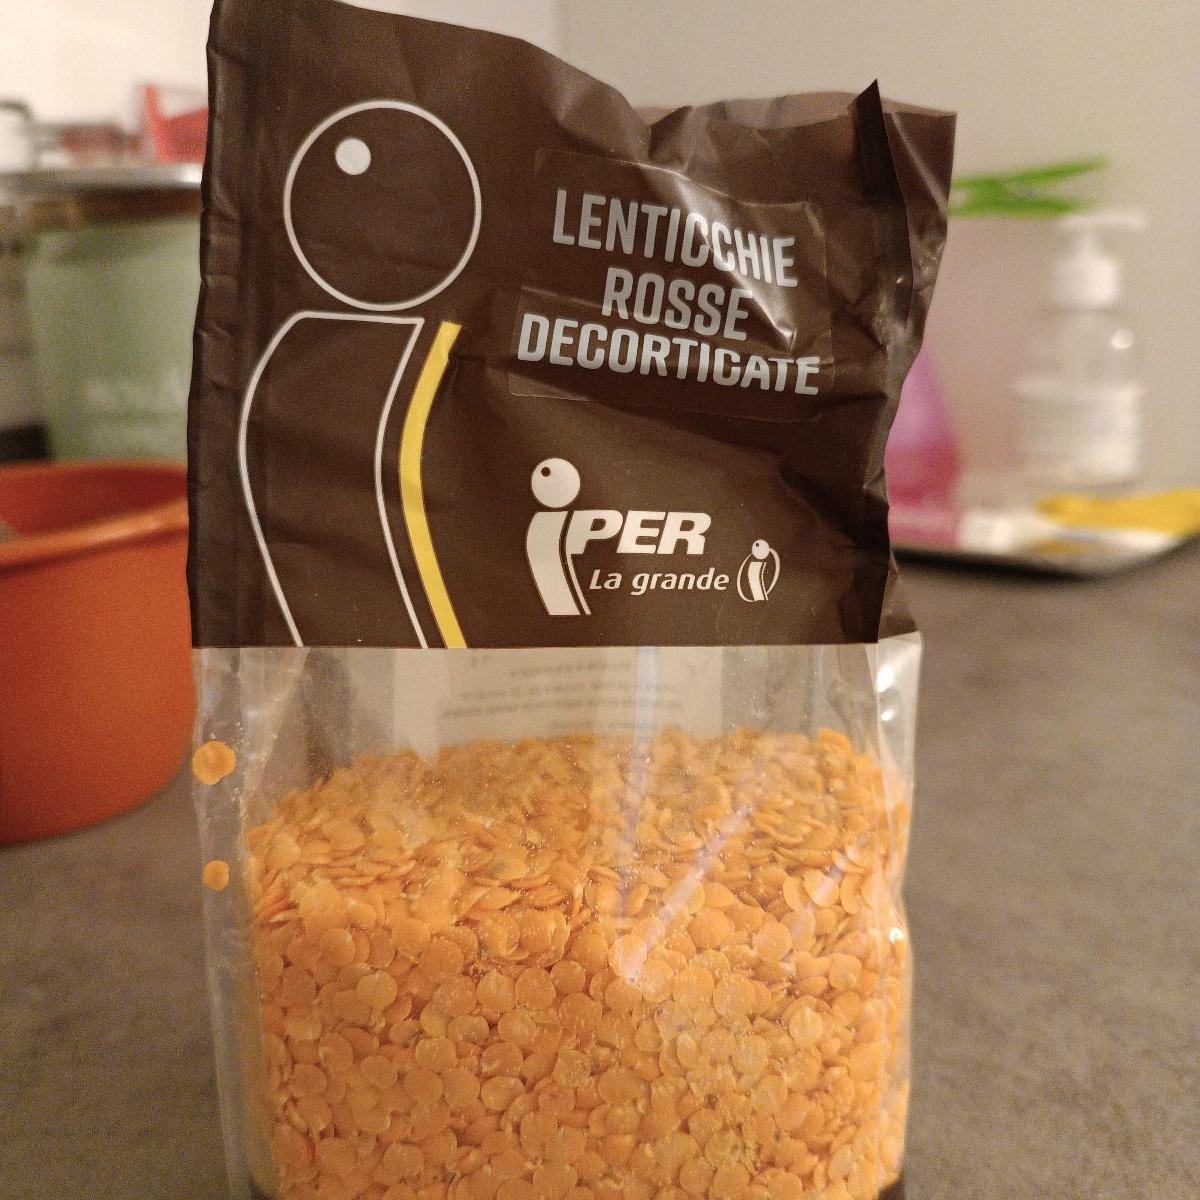 LENTICCHIE
ROSSE
DECORTICATE
iPER
La grande i